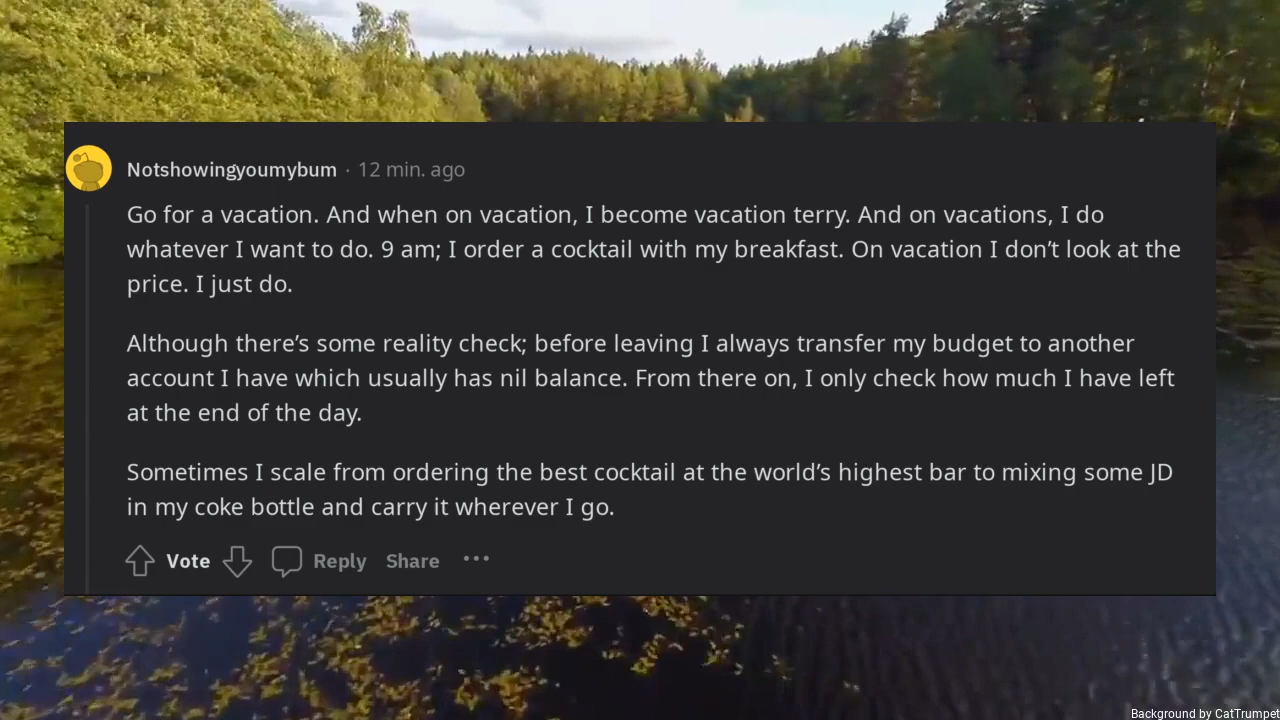 Notshowingyoumybum · 12 min. ago
Go for a vacation. And when on vacation, I become vacation terry. And on vacations, I do
whatever I want to do. 9 am; I order a cocktail with my breakfast. On vacation I don’t look at the
price. I just do.
Although there’s some reality check; before leaving I always transfer my budget to another
account I have which usually has nil balance. From there on, I only check how much I have left
at the end of the day.
Sometimes I scale from ordering the best cocktail at the world’s highest bar to mixing some JD
in my coke bottle and carry it wherever I go.
Vote Reply Share ···
Background by CatTrumpet